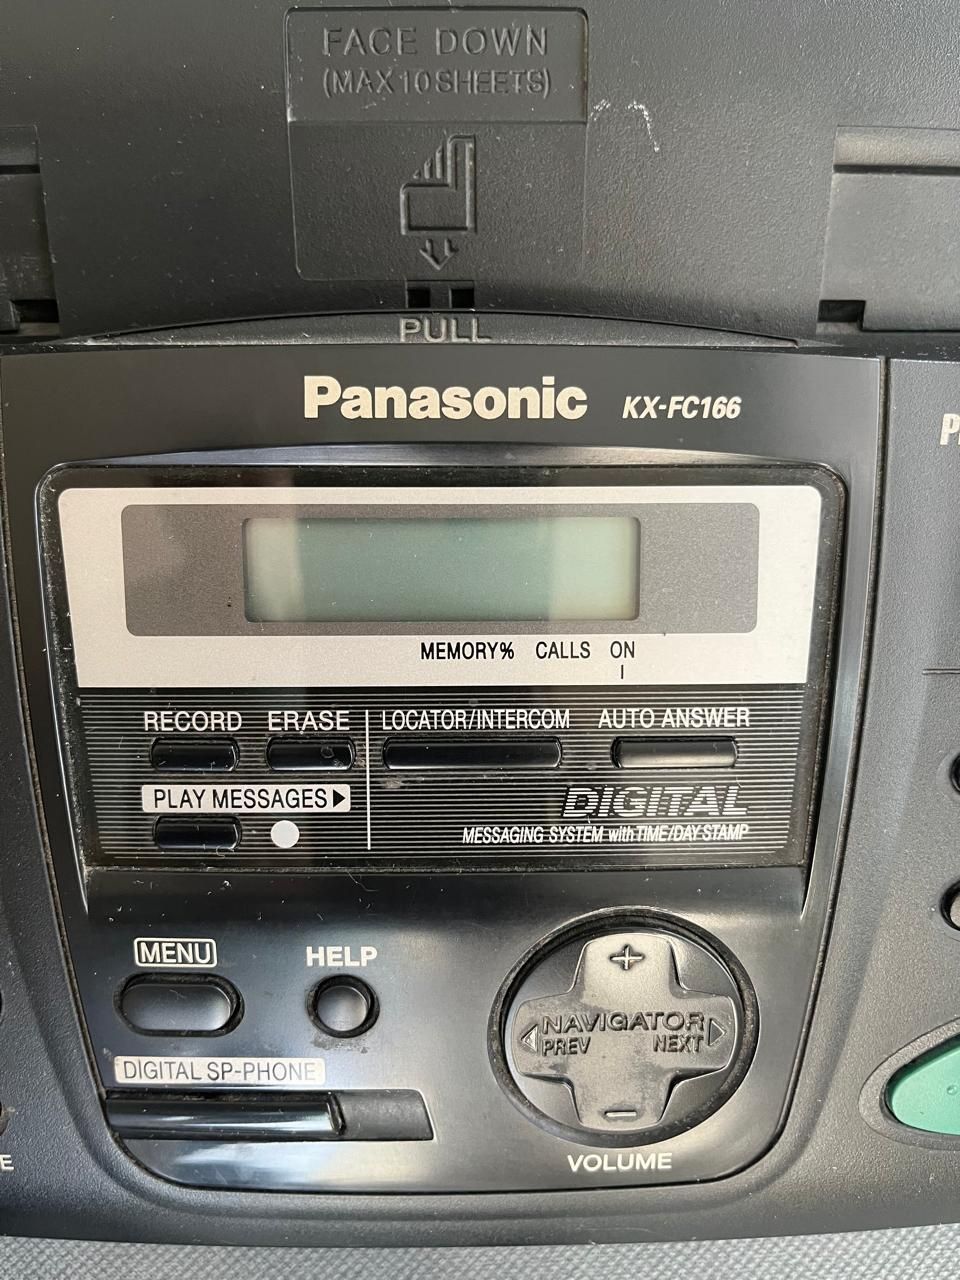 FACE DOWN
(MAX 10 SHEETS)
PULL
Panasonic KX-FC166
MEMORY% CALLS ON
RECORD ERASE LOCATOR/INTERCOM AUTO ANSWER
PLAY MESSAGES
DIGITAL
MESSAGING SYSTEM with TIME/DAY STAMP
MENU HELP
+
NAVIGATOR
PREV NEXT
DIGITAL SP-PHONE
−
VOLUME